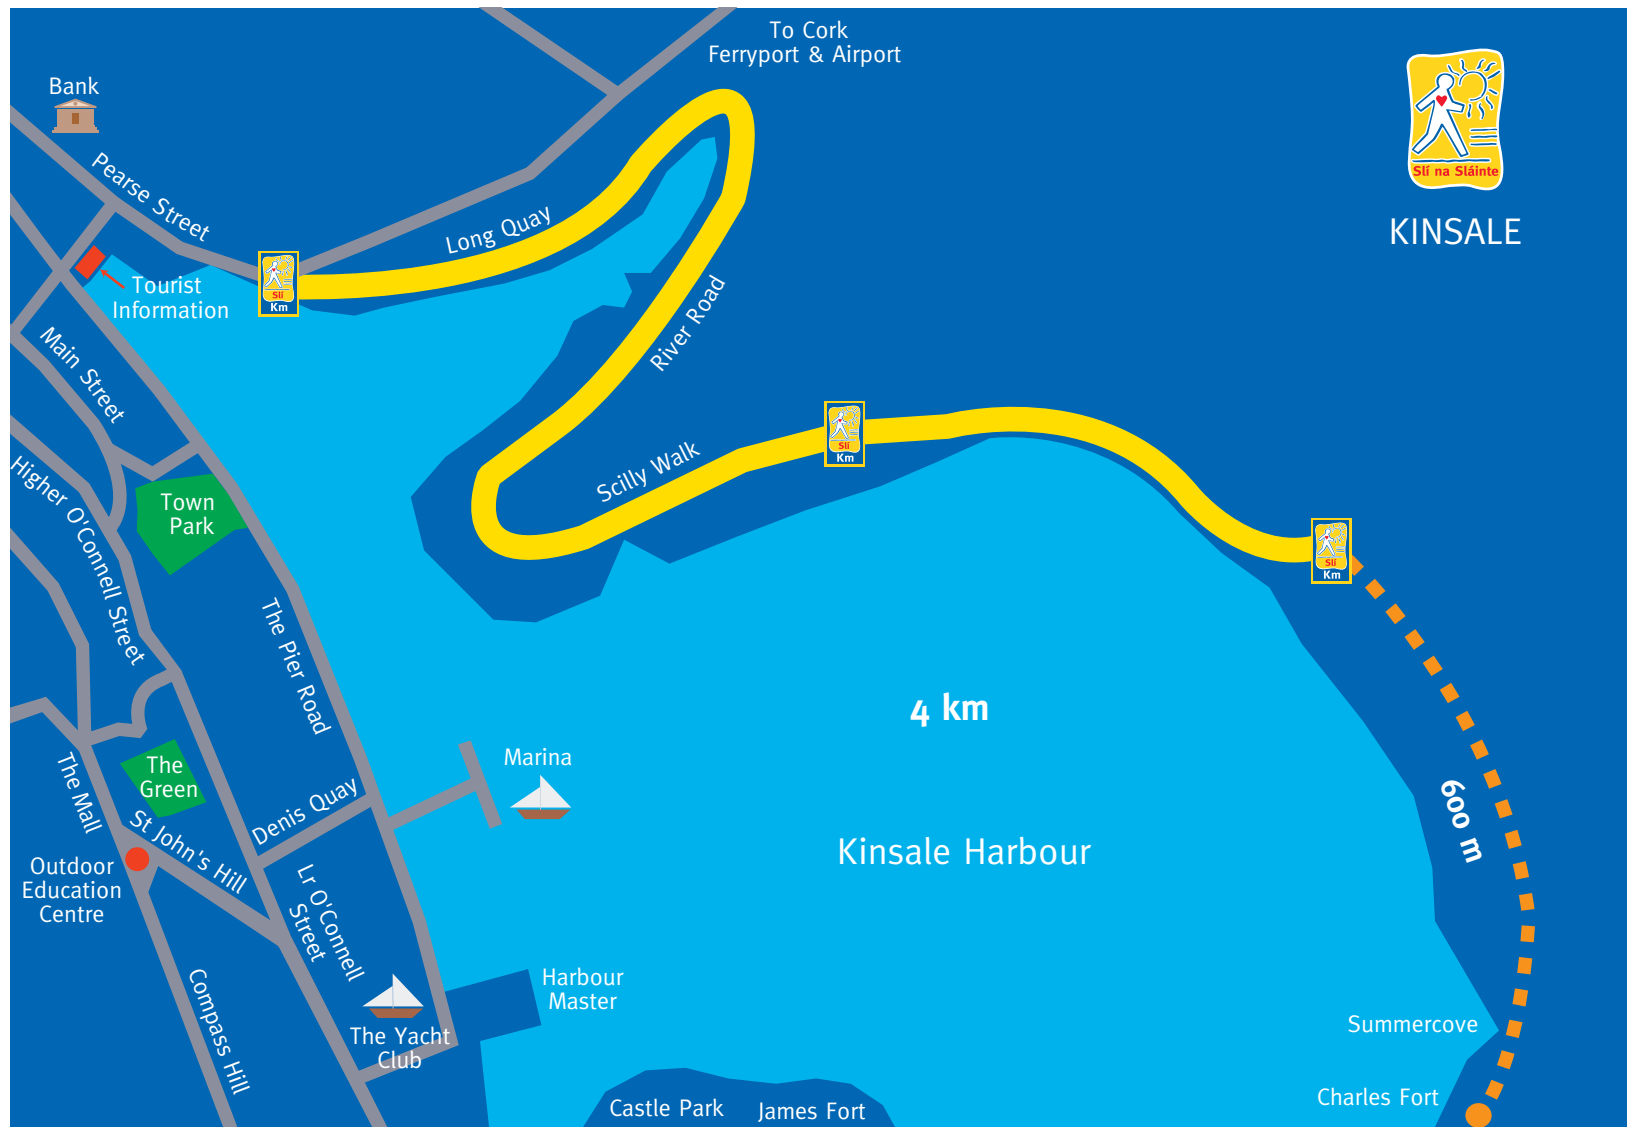 To Cork
Ferryport & Airport
Bank
Slí na Sláinte
KINSALE
Pearse Street
Long Quay
Slí
Km
Tourist
Information
River Road
Main Street
Scilly Walk
Slí
Km
Higher O'Connell Street
Town
Park
Slí
Km
The Pier Road
4 km
The Mall
The
Green
Marina
600 m
Denis Quay
St John's Hill
Kinsale Harbour
Outdoor
Education
Centre
Lr O'Connell
Street
Compass Hill
Harbour
Master
The Yacht
Club
Summercove
Charles Fort
Castle Park
James Fort